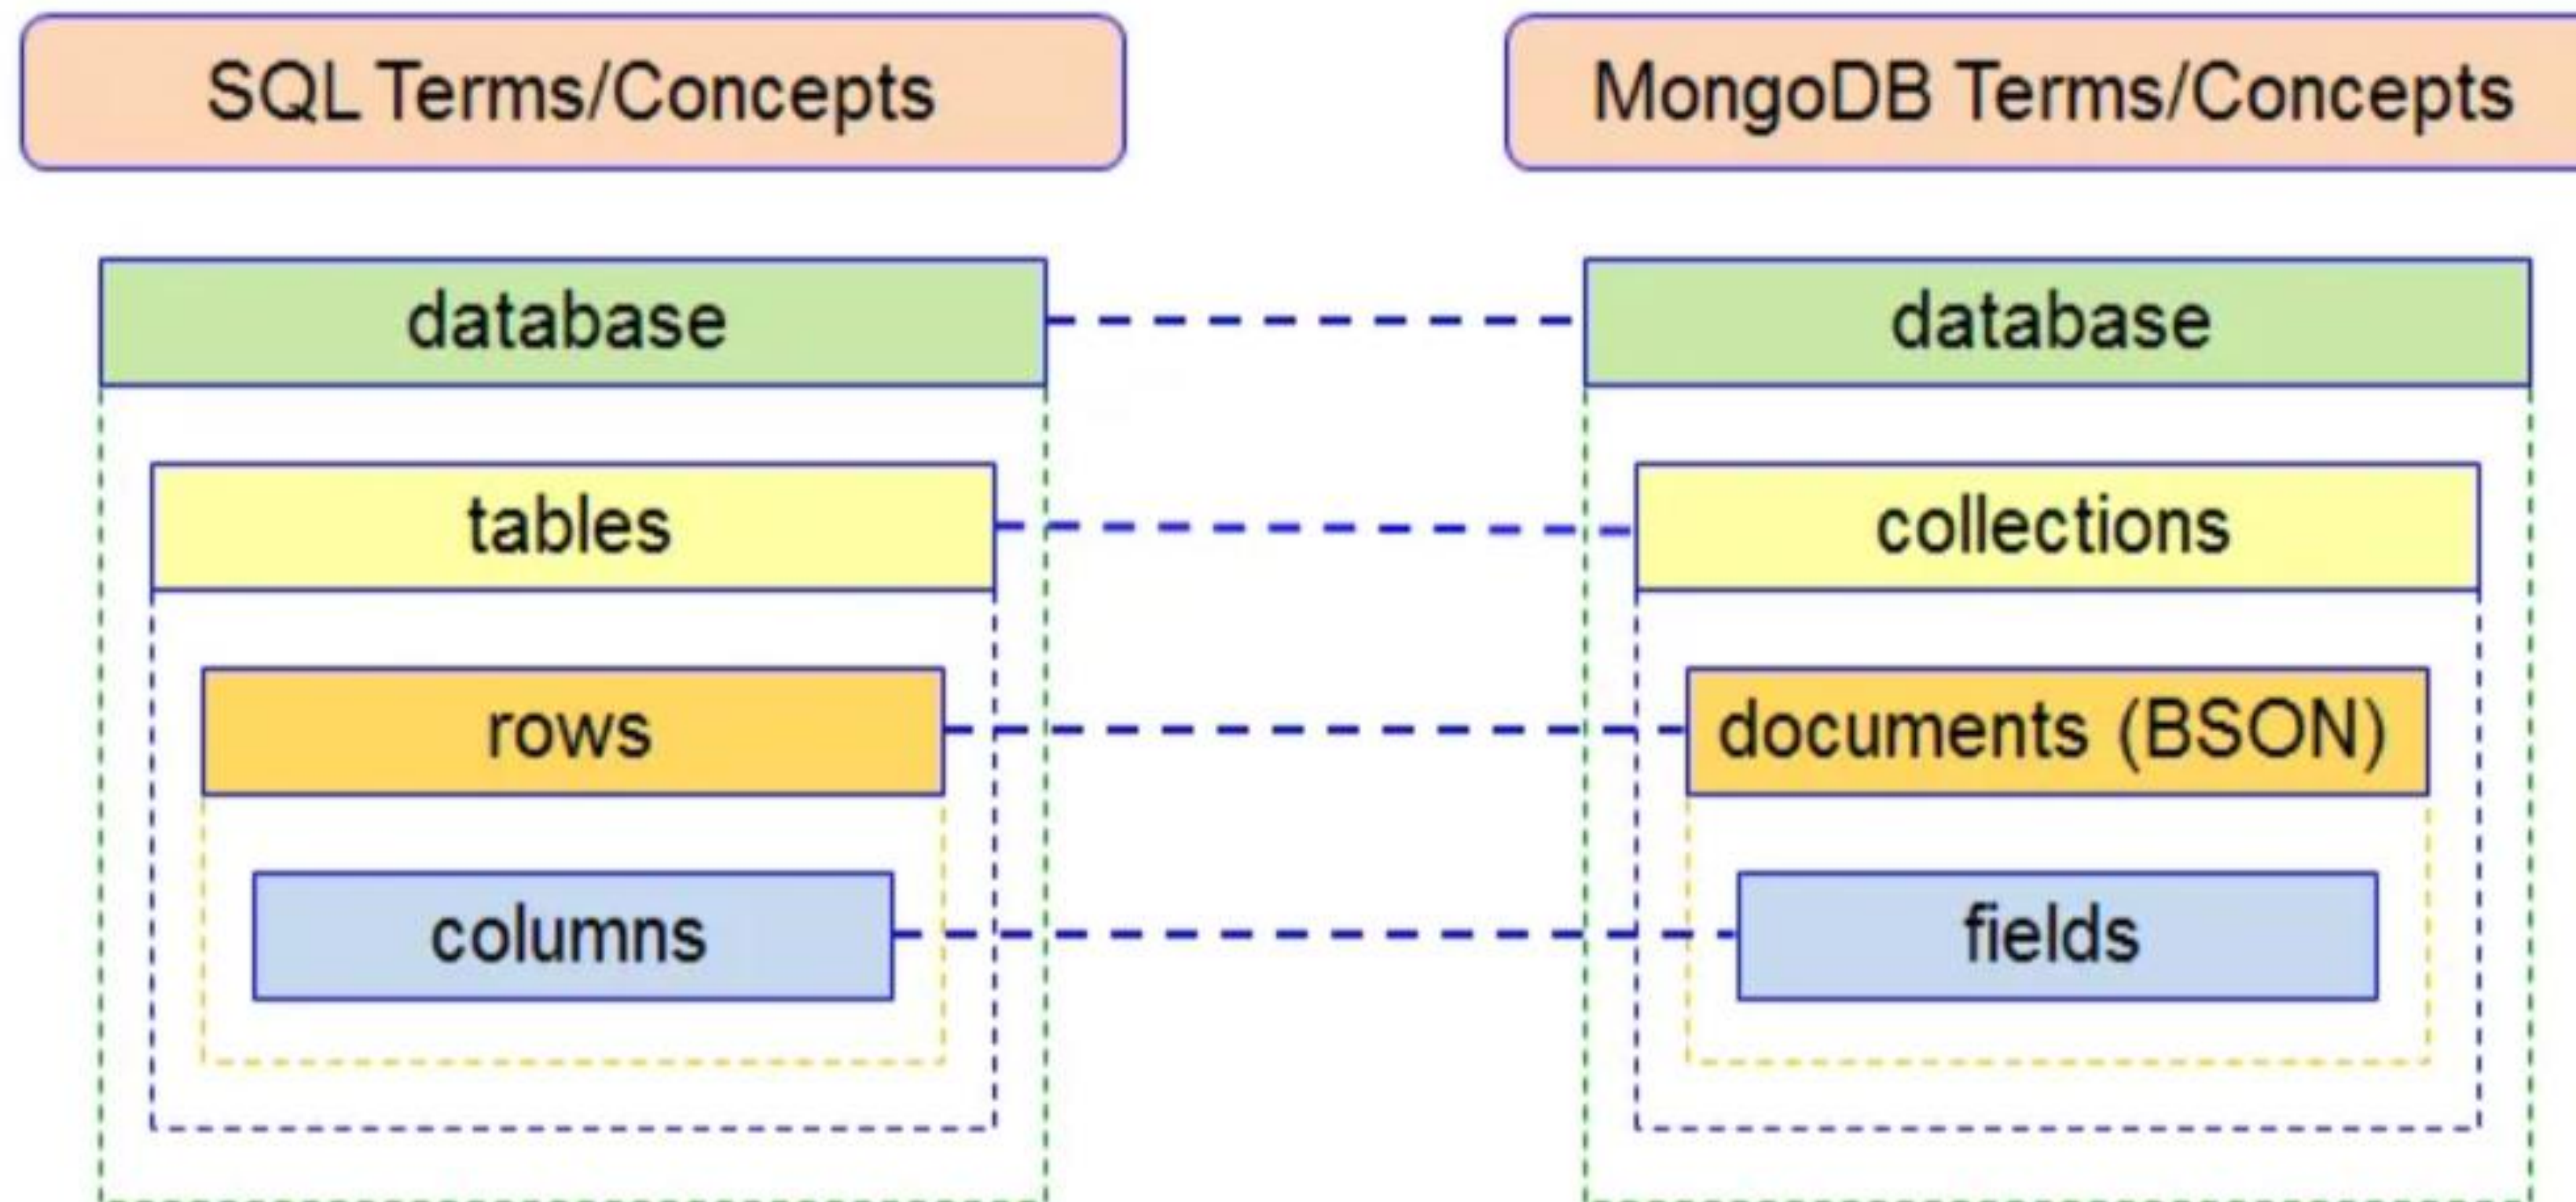 SQL Terms/Concepts
MongoDB Terms/Concepts
database
database
tables
collections
rows
documents (BSON)
columns
fields